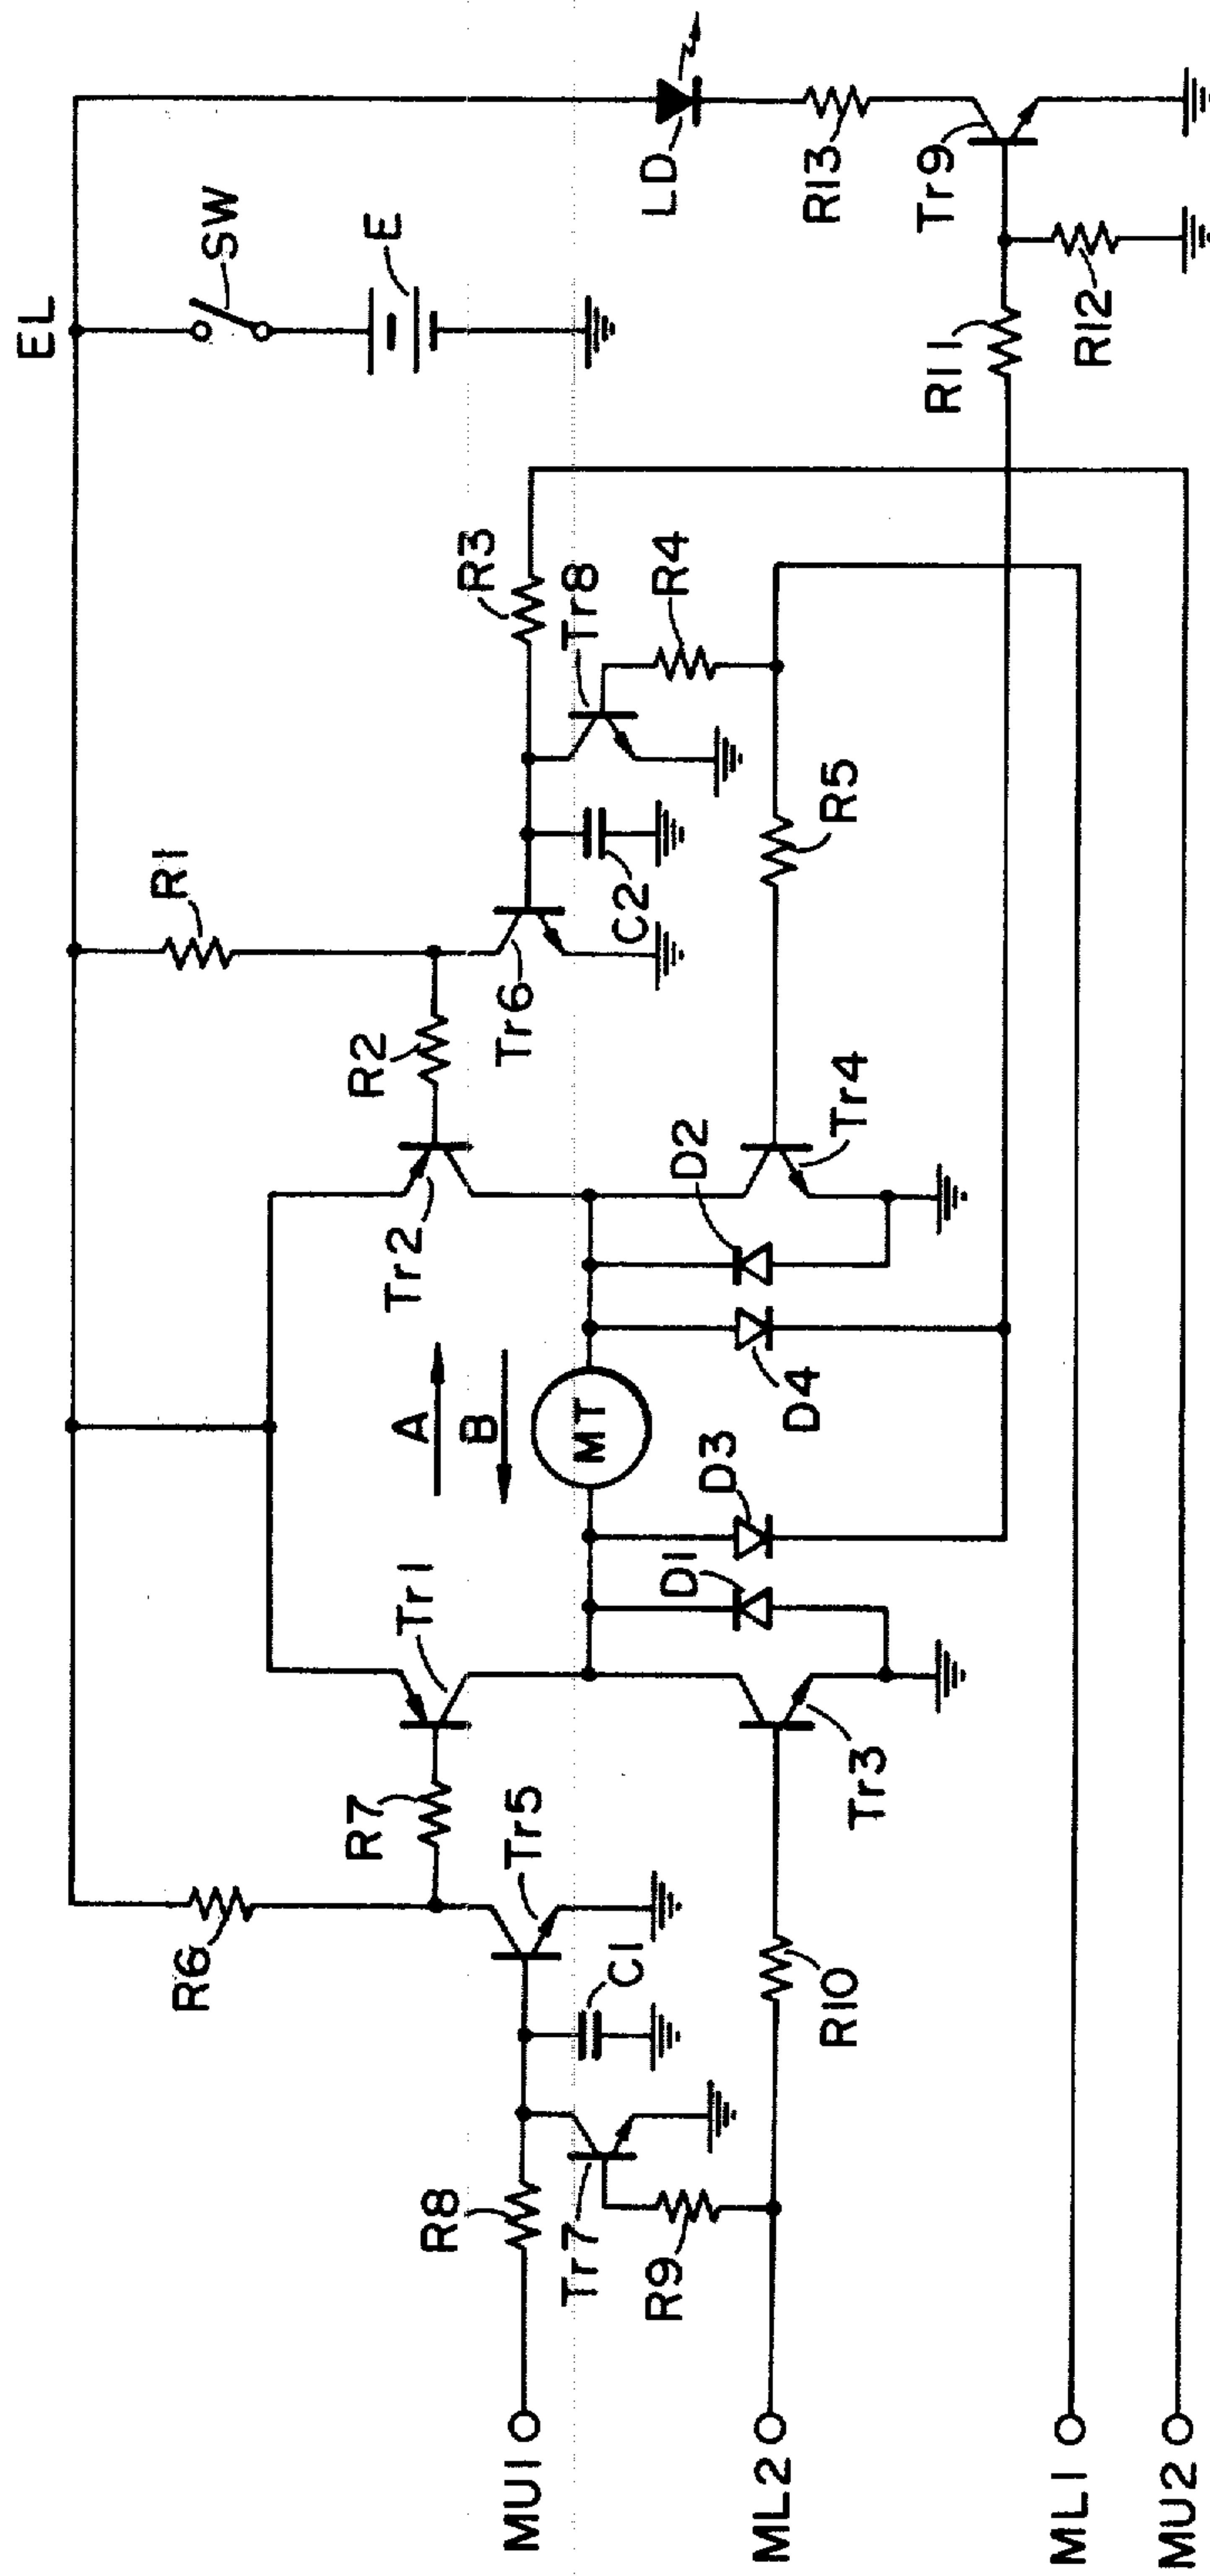 EL
SW
E
LD
R13
Tr9
R11
R12
R1
R3
Tr8
R4
R2
Tr6
C2
R5
Tr2
D2
Tr4
A
B
MT
D4
D3
D1
Tr1
R7
Tr5
Tr3
R6
C1
R10
R8
Tr7
R9
MU1
ML2
ML1
MU2